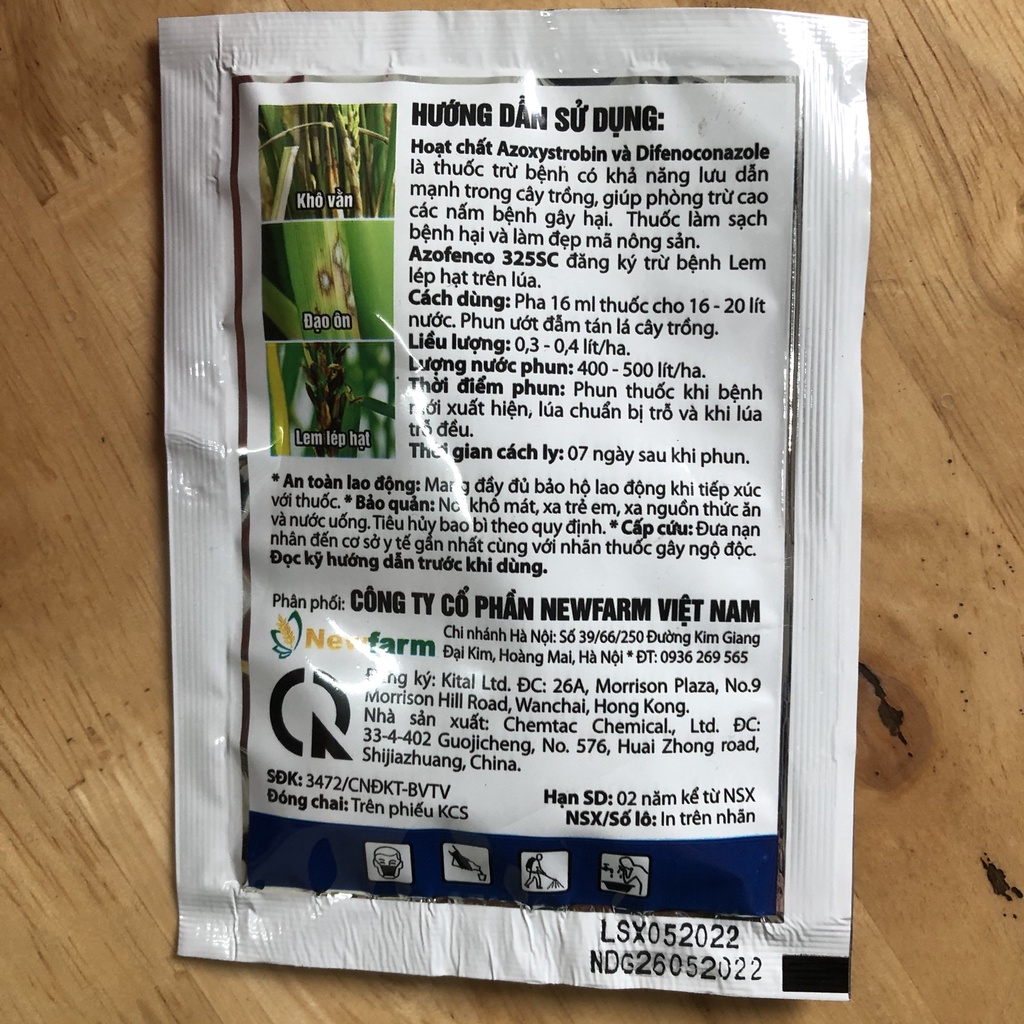 HƯỚNG DẪN SỬ DỤNG:
Khô vằn
Đạo ôn
Lem lép hạt
Hoạt chất Azoxystrobin và Difenoconazole
là thuốc trừ bệnh có khả năng lưu dẫn
mạnh trong cây trồng, giúp phòng trừ cao
các nấm bệnh gây hại. Thuốc làm sạch
bệnh hại và làm đẹp mã nông sản.
Azofenco 325SC đăng ký trừ bệnh Lem
lép hạt trên lúa.
Cách dùng: Pha 16 ml thuốc cho 16 - 20 lít
nước. Phun ướt đẫm tán lá cây trồng.
Liều lượng: 0,3 - 0,4 lít/ha.
Lượng nước phun: 400 - 500 lít/ha.
Thời điểm phun: Phun thuốc khi bệnh
mới xuất hiện, lúa chuẩn bị trỗ và khi lúa
trỗ đều.
Thời gian cách ly: 07 ngày sau khi phun.
* An toàn lao động: Mang đầy đủ bảo hộ lao động khi tiếp xúc
với thuốc. * Bảo quản: Nơi khô mát, xa trẻ em, xa nguồn thức ăn
và nước uống. Tiêu hủy bao bì theo quy định. * Cấp cứu: Đưa nạn
nhân đến cơ sở y tế gần nhất cùng với nhãn thuốc gây ngộ độc.
Đọc kỹ hướng dẫn trước khi dùng.
Phân phối: CÔNG TY CỔ PHẦN NEWFARM VIỆT NAM
Newfarm
Chi nhánh Hà Nội: Số 39/66/250 Đường Kim Giang
Đại Kim, Hoàng Mai, Hà Nội * ĐT: 0936 269 565
Đăng ký: Kital Ltd. ĐC: 26A, Morrison Plaza, No.9
Morrison Hill Road, Wanchai, Hong Kong.
Nhà sản xuất: Chemtac Chemical., Ltd. ĐC:
33-4-402 Guojicheng, No. 576, Huai Zhong road,
Shijiazhuang, China.
SĐK: 3472/CNĐKT-BVTV
Đóng chai: Trên phiếu KCS
Hạn SD: 02 năm kể từ NSX
NSX/Số lô: In trên nhãn
LSX052022
NDG26052022